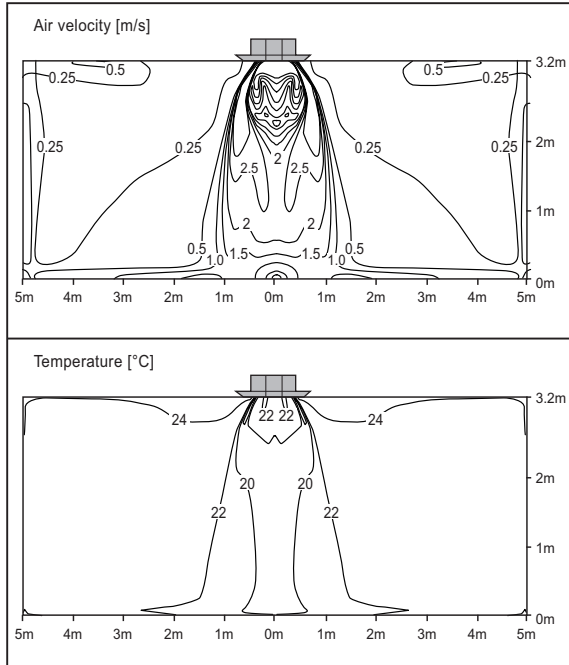 Air velocity [m/s]
3.2m
0.25 0.5 0.5 0.25
0.25 0.25 0.25 0.25 2m
2
2.5 2.5
1m
2 2
0.5 1.5 1.5 0.5
1.0 1.0
0m
5m 4m 3m 2m 1m 0m 1m 2m 3m 4m 5m
Temperature [°C]
3.2m
24 22 22 24
20 20 2m
22 22
1m
0m
5m 4m 3m 2m 1m 0m 1m 2m 3m 4m 5m